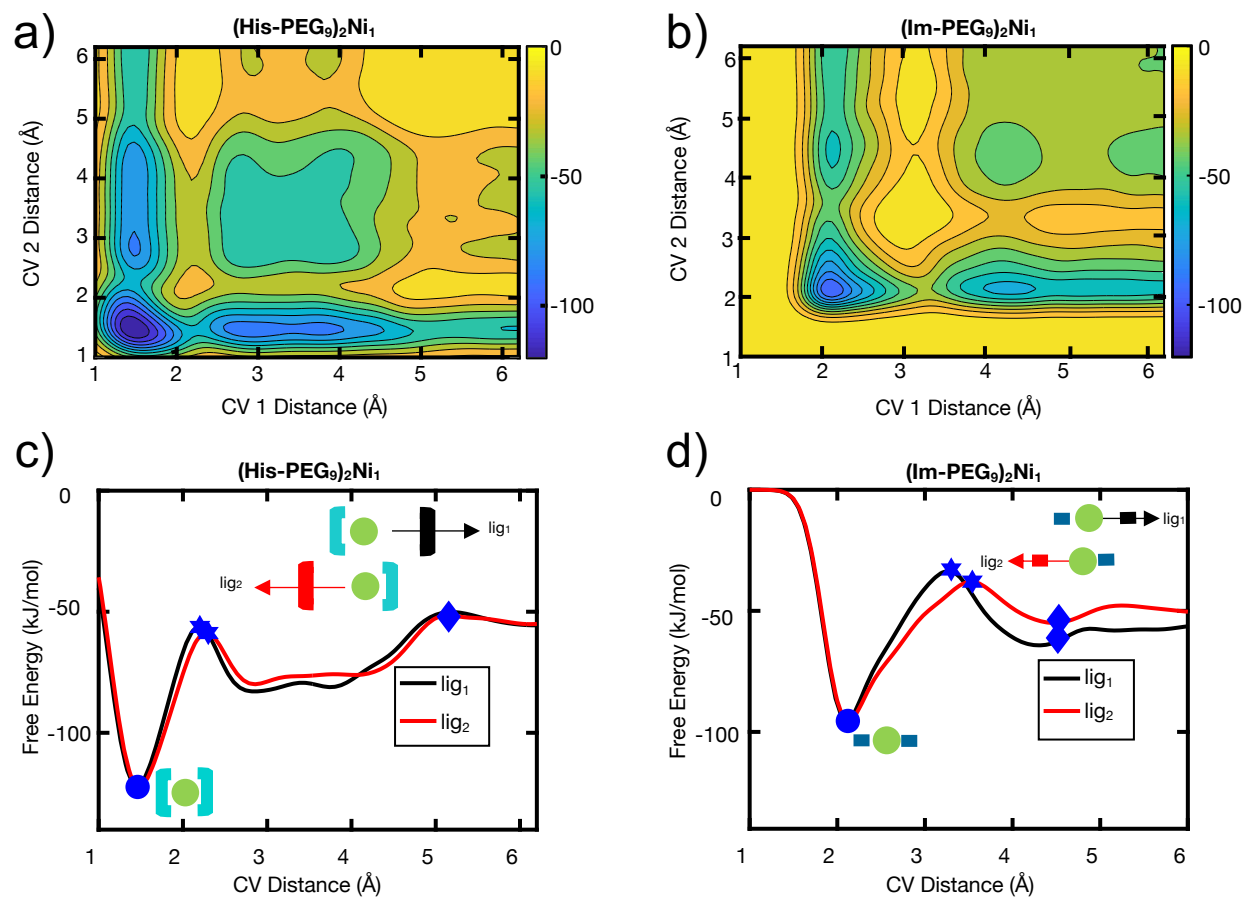 a)
(His-PEG₉)₂Ni₁
CV 2 Distance (Å)
6
5
4
3
2
1
1 2 3 4 5 6
CV 1 Distance (Å)
0
-50
-100
b)
(Im-PEG₉)₂Ni₁
CV 2 Distance (Å)
6
5
4
3
2
1
1 2 3 4 5 6
CV 1 Distance (Å)
0
-50
-100
c)
(His-PEG₉)₂Ni₁
Free Energy (kJ/mol)
0
-50
-100
lig₁
lig₂
lig₁
lig₂
1 2 3 4 5 6
CV Distance (Å)
d)
(Im-PEG₉)₂Ni₁
Free Energy (kJ/mol)
0
-50
-100
lig₁
lig₂
lig₁
lig₂
1 2 3 4 5 6
CV Distance (Å)